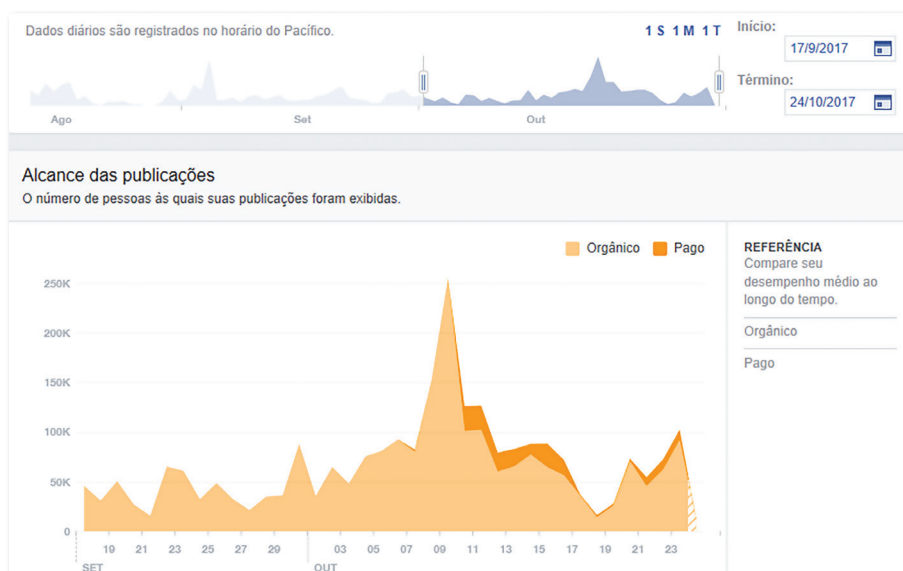 Dados diários são registrados no horário do Pacífico.
1 S 1 M 1 T
Início:
17/9/2017
Término:
24/10/2017
Ago Set Out
Alcance das publicações
O número de pessoas às quais suas publicações foram exibidas.
Orgânico Pago
REFERÊNCIA
Compare seu
desempenho médio ao
longo do tempo.
Orgânico
Pago
250K
200K
150K
100K
50K
0
19 21 23 25 27 29 03 05 07 09 11 13 15 17 19 21 23
SET OUT